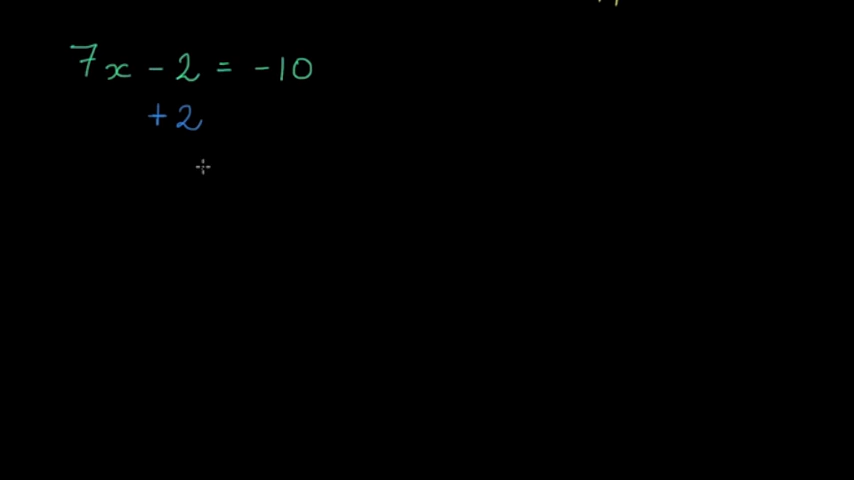 7x - 2 = -10
+2